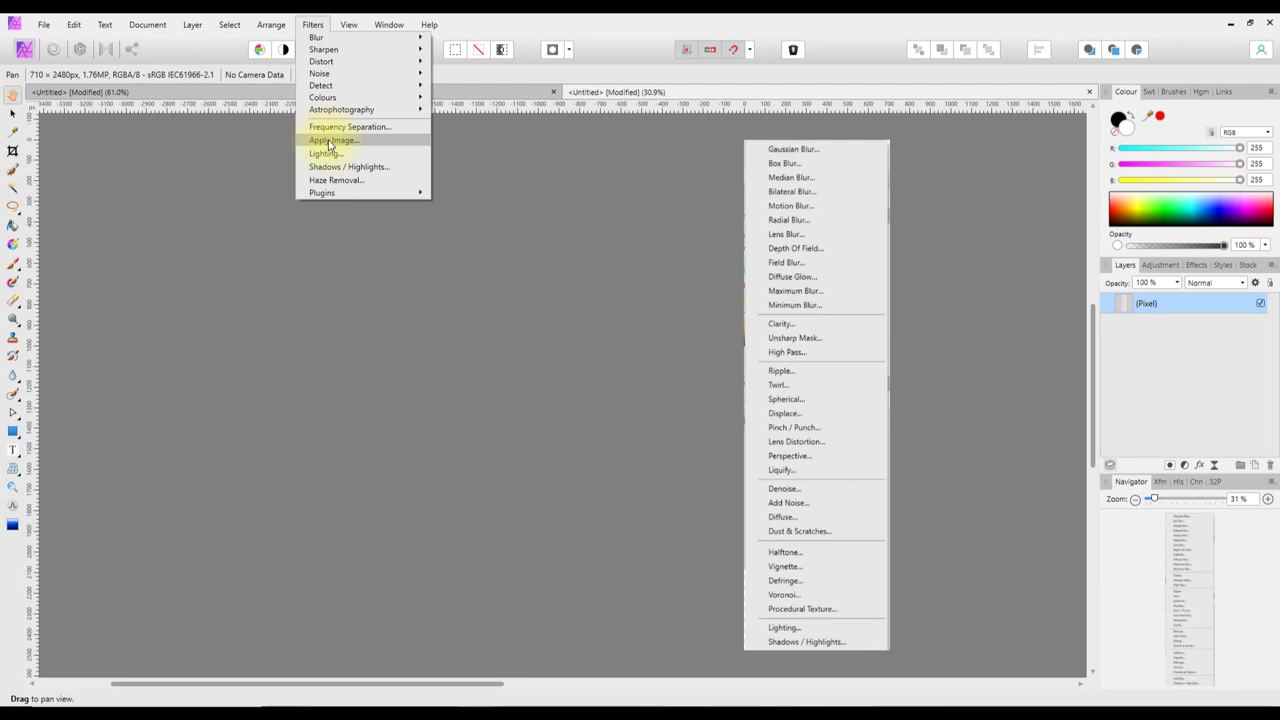 File Edit Text Document Layer Select Arrange Filters View Window Help
Pan 710 × 2480px, 1.76MP, RGBA/8 - sRGB IEC61966-2.1 No Camera Data
<Untitled> [Modified] (61.0%)
<Untitled> [Modified] (30.9%)
Blur
Sharpen
Distort
Noise
Detect
Colours
Astrophotography
Frequency Separation...
Apply Image...
Lighting...
Shadows / Highlights...
Haze Removal...
Plugins
Gaussian Blur...
Box Blur...
Median Blur...
Bilateral Blur...
Motion Blur...
Radial Blur...
Lens Blur...
Depth Of Field...
Field Blur...
Diffuse Glow...
Maximum Blur...
Minimum Blur...
Clarity...
Unsharp Mask...
High Pass...
Ripple...
Twirl...
Spherical...
Displace...
Pinch / Punch...
Lens Distortion...
Perspective...
Liquify...
Denoise...
Add Noise...
Diffuse...
Dust & Scratches...
Halftone...
Vignette...
Defringe...
Voronoi...
Procedural Texture...
Lighting...
Shadows / Highlights...
Colour Swt Brushes Hgm Links
RGB
R: 255
G: 255
B: 255
Opacity
100 %
Layers Adjustment Effects Styles Stock
Opacity: 100 % Normal
(Pixel)
Navigator Xfm His Cnn 32P
Zoom: 31 %
Drag to pan view.